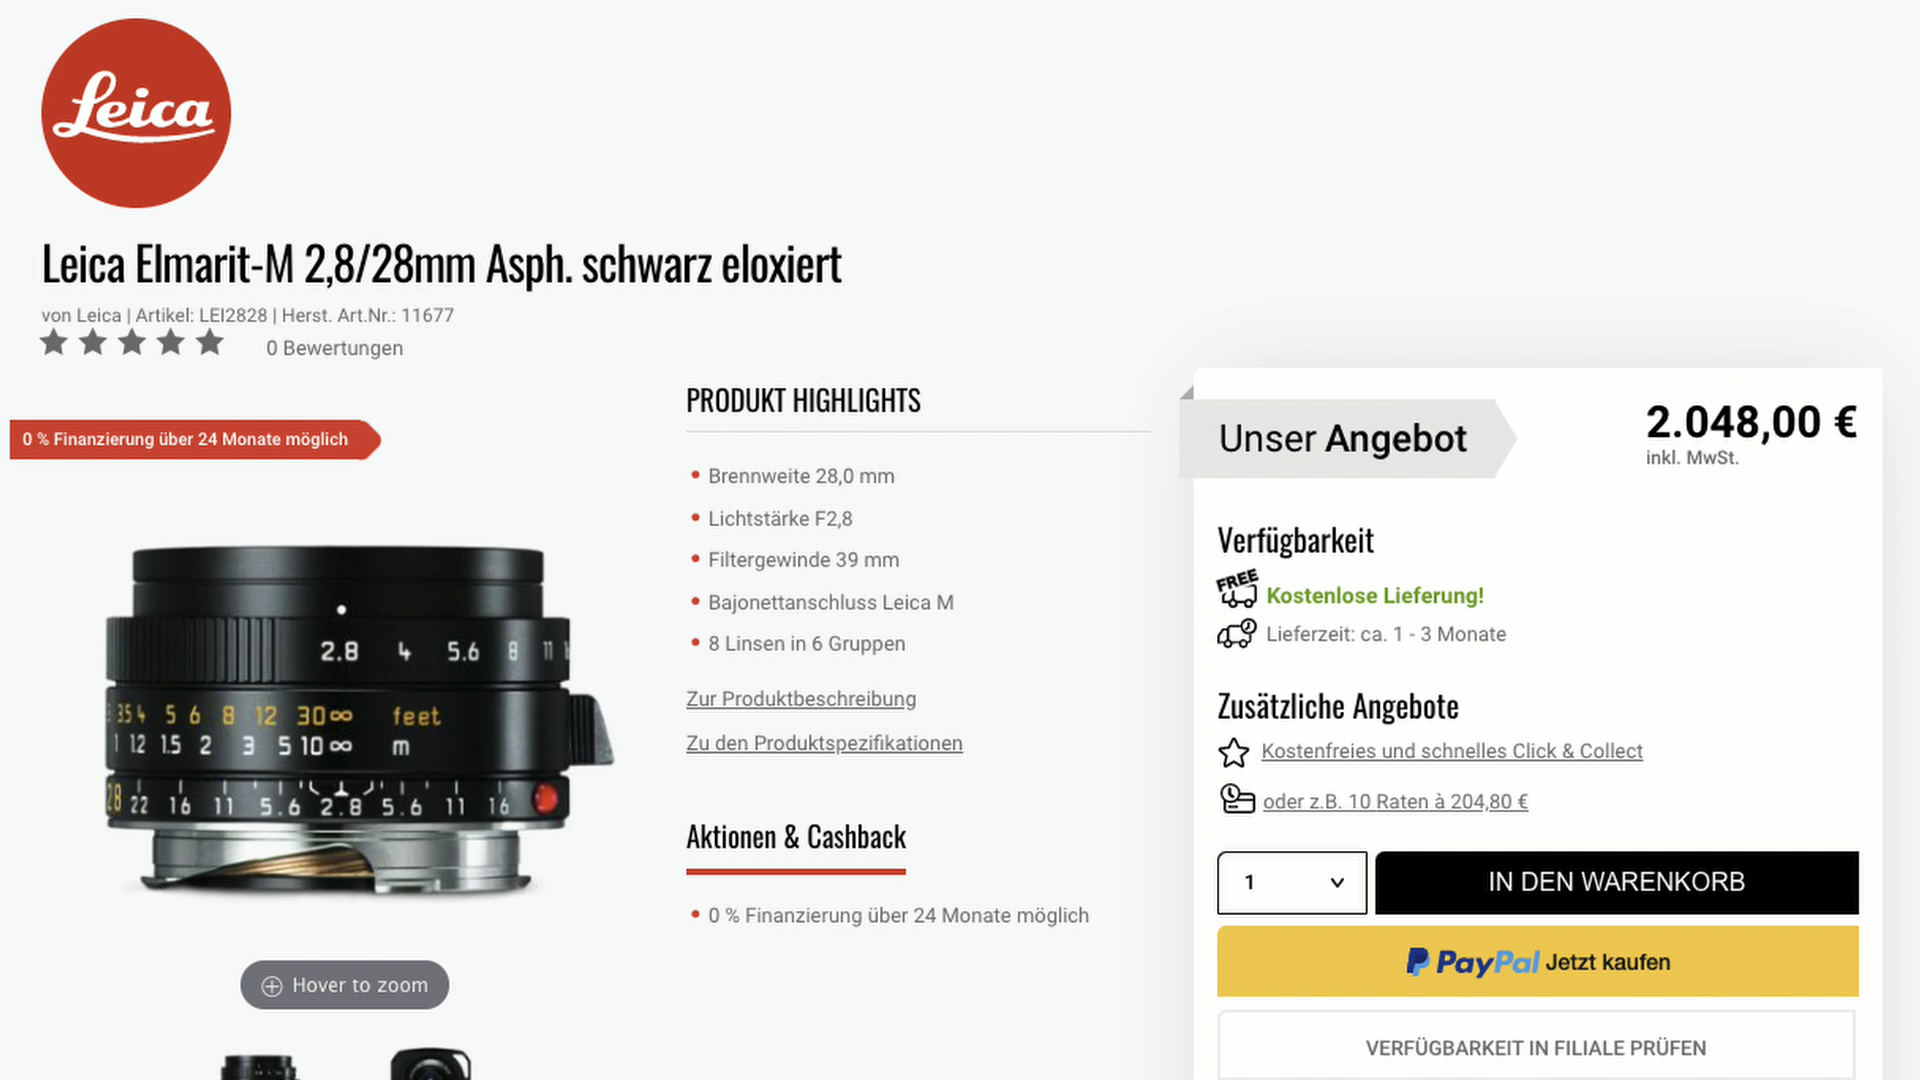 Leica
Leica Elmarit-M 2,8/28mm Asph. schwarz eloxiert
von Leica | Artikel: LEI2828 | Herst. Art.Nr.: 11677
0 Bewertungen
0 % Finanzierung über 24 Monate möglich
2.8 4 5.6 8 11
3.5 4 5 6 8 12 30 ∞ feet
1 1.2 1.5 2 3 5 10 ∞ m
28 22 16 11 5.6 2.8 5.6 11 16
Hover to zoom
PRODUKT HIGHLIGHTS
Brennweite 28,0 mm
Lichtstärke F2,8
Filtergewinde 39 mm
Bajonettanschluss Leica M
8 Linsen in 6 Gruppen
Zur Produktbeschreibung
Zu den Produktspezifikationen
Aktionen & Cashback
0 % Finanzierung über 24 Monate möglich
Unser Angebot
2.048,00 €
inkl. MwSt.
Verfügbarkeit
FREE
Kostenlose Lieferung!
Lieferzeit: ca. 1 - 3 Monate
Zusätzliche Angebote
Kostenfreies und schnelles Click & Collect
oder z.B. 10 Raten à 204,80 €
1
IN DEN WARENKORB
PayPal Jetzt kaufen
VERFÜGBARKEIT IN FILIALE PRÜFEN